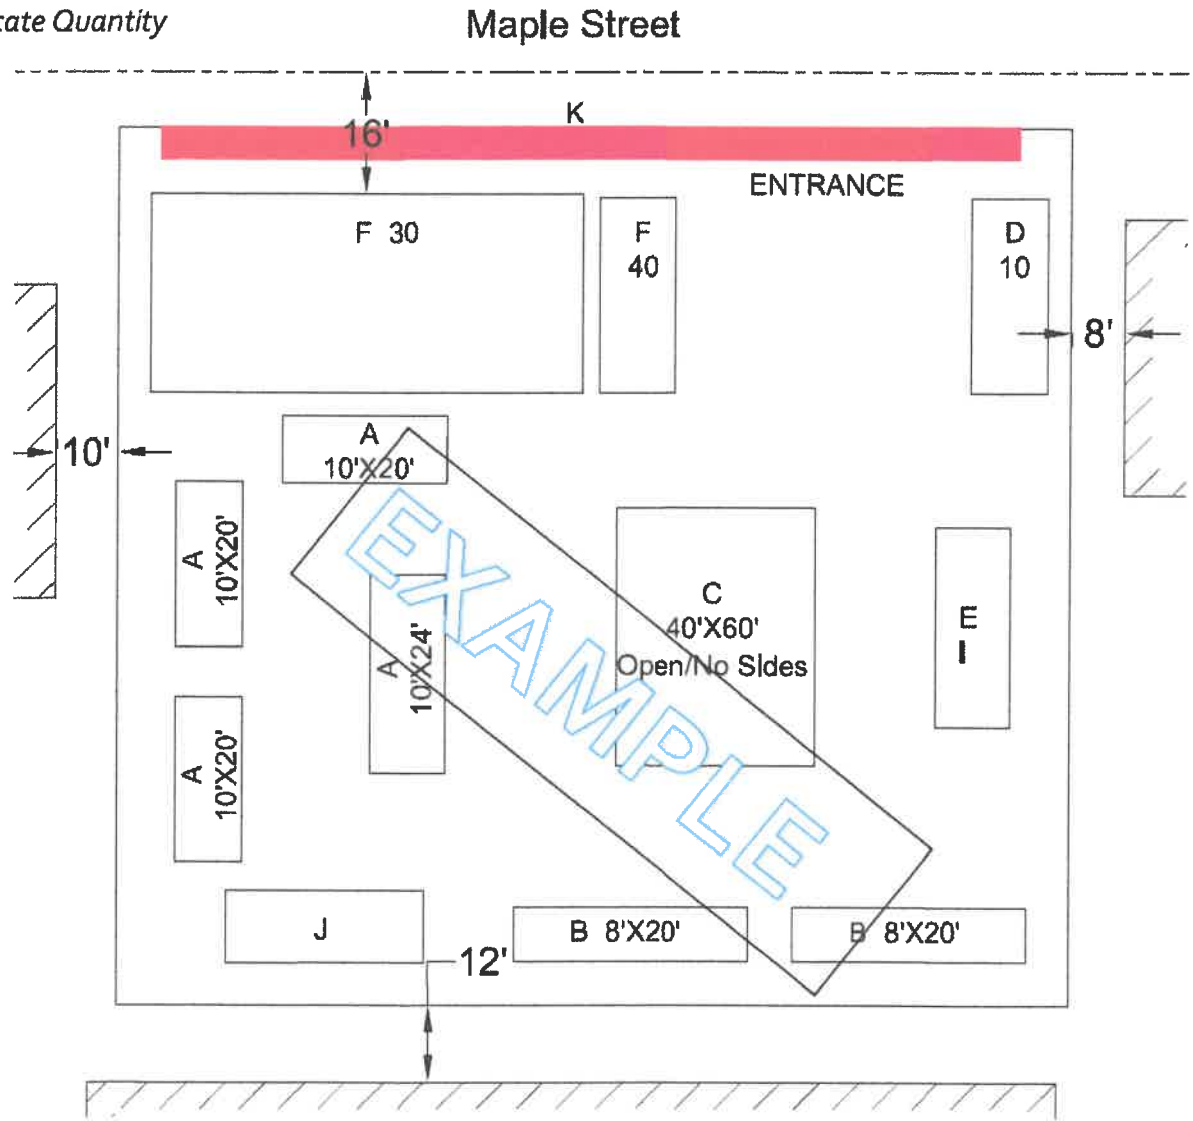 cate Quantity
Maple Street
K
16'
ENTRANCE
F 30
F
40
D
10
8'
A
10'X20'
10'
A
10'X20'
EXAMPLE
C
40'X60'
Open/No Sides
E
I
A
10'X24'
A
10'X20'
J
B 8'X20'
B 8'X20'
12'